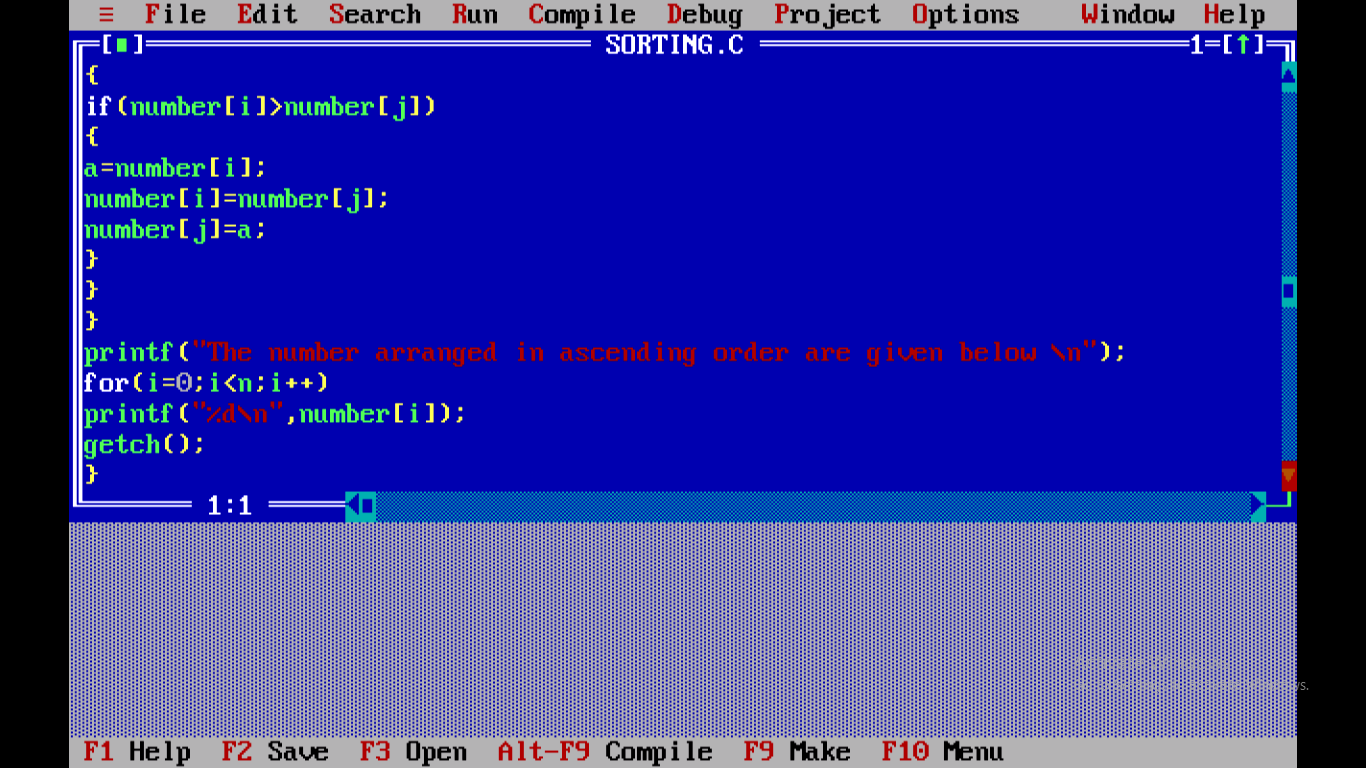 ≡ File Edit Search Run Compile Debug Project Options Window Help
[■] SORTING.C 1=[↑]
{
if(number[i]>number[j])
{
a=number[i];
number[i]=number[j];
number[j]=a;
}
}
}
printf("The number arranged in ascending order are given below \n");
for(i=0;i<n;i++)
printf("%d\n",number[i]);
getch();
}
1:1
F1 Help F2 Save F3 Open Alt-F9 Compile F9 Make F10 Menu